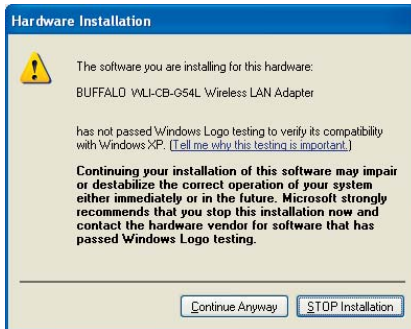 Hardware Installation
The software you are installing for this hardware:
BUFFALO WLI-CB-G54L Wireless LAN Adapter
has not passed Windows Logo testing to verify its compatibility
with Windows XP. (Tell me why this testing is important.)
Continuing your installation of this software may impair
or destabilize the correct operation of your system
either immediately or in the future. Microsoft strongly
recommends that you stop this installation now and
contact the hardware vendor for software that has
passed Windows Logo testing.
Continue Anyway
STOP Installation